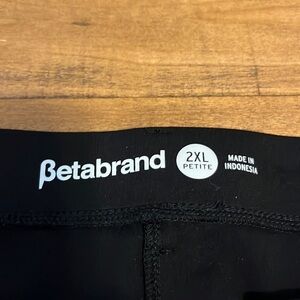 βetabrand
2XL
PETITE
MADE IN
INDONESIA